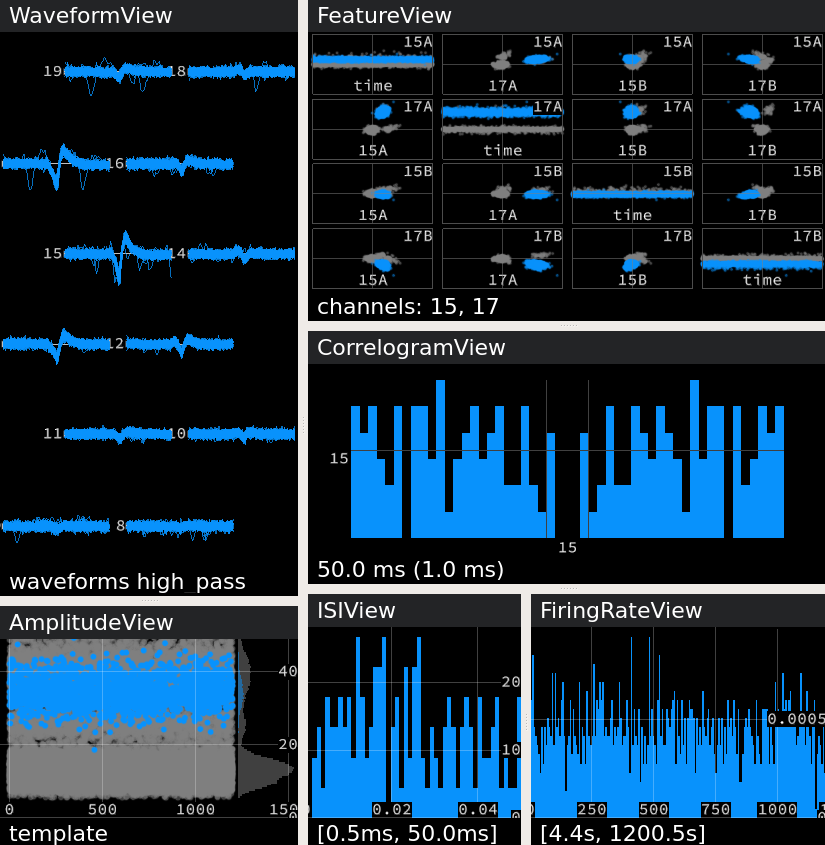 WaveformView
19 18
16
15 14
12
11 10
8
waveforms high_pass
FeatureView
15A 15A 15A 15A
time 17A 15B 17B
17A 17A 17A 17A
15A time 15B 17B
15B 15B 15B 15B
15A 17A time 17B
17B 17B 17B 17B
15A 17A 15B time
channels: 15, 17
CorrelogramView
15
15
50.0 ms (1.0 ms)
AmplitudeView
40
20
0 500 1000 150
template
ISIView
20
10
0.02 0.04
[0.5ms, 50.0ms]
FiringRateView
0.0005
0 250 500 750 1000
[4.4s, 1200.5s]